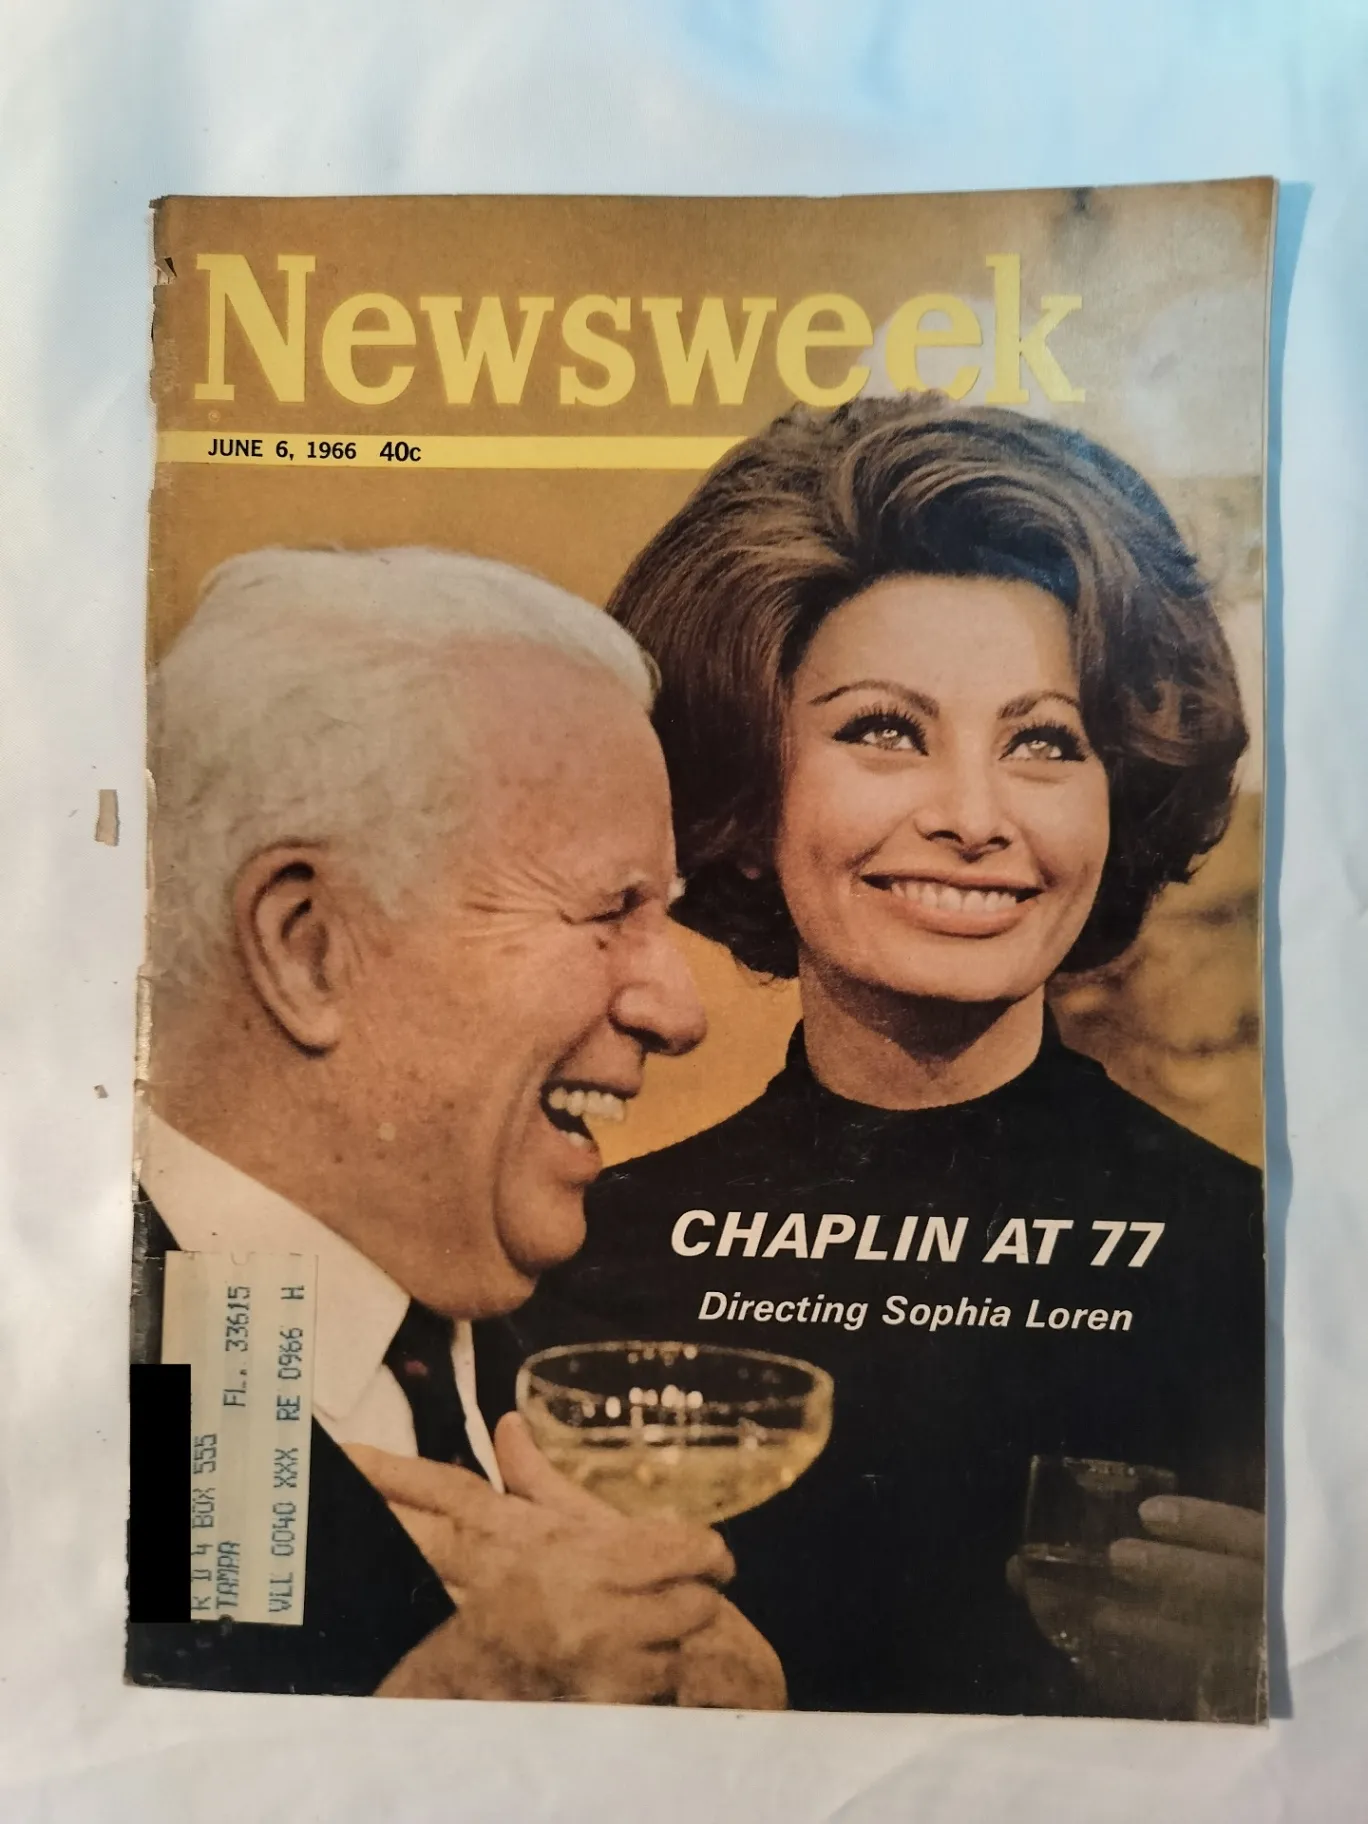 Newsweek
JUNE 6, 1966 40c
CHAPLIN AT 77
Directing Sophia Loren
R D 4 BOX 555
TAMPA FL. 33615
WLL 0040 XXX RE 0966 H